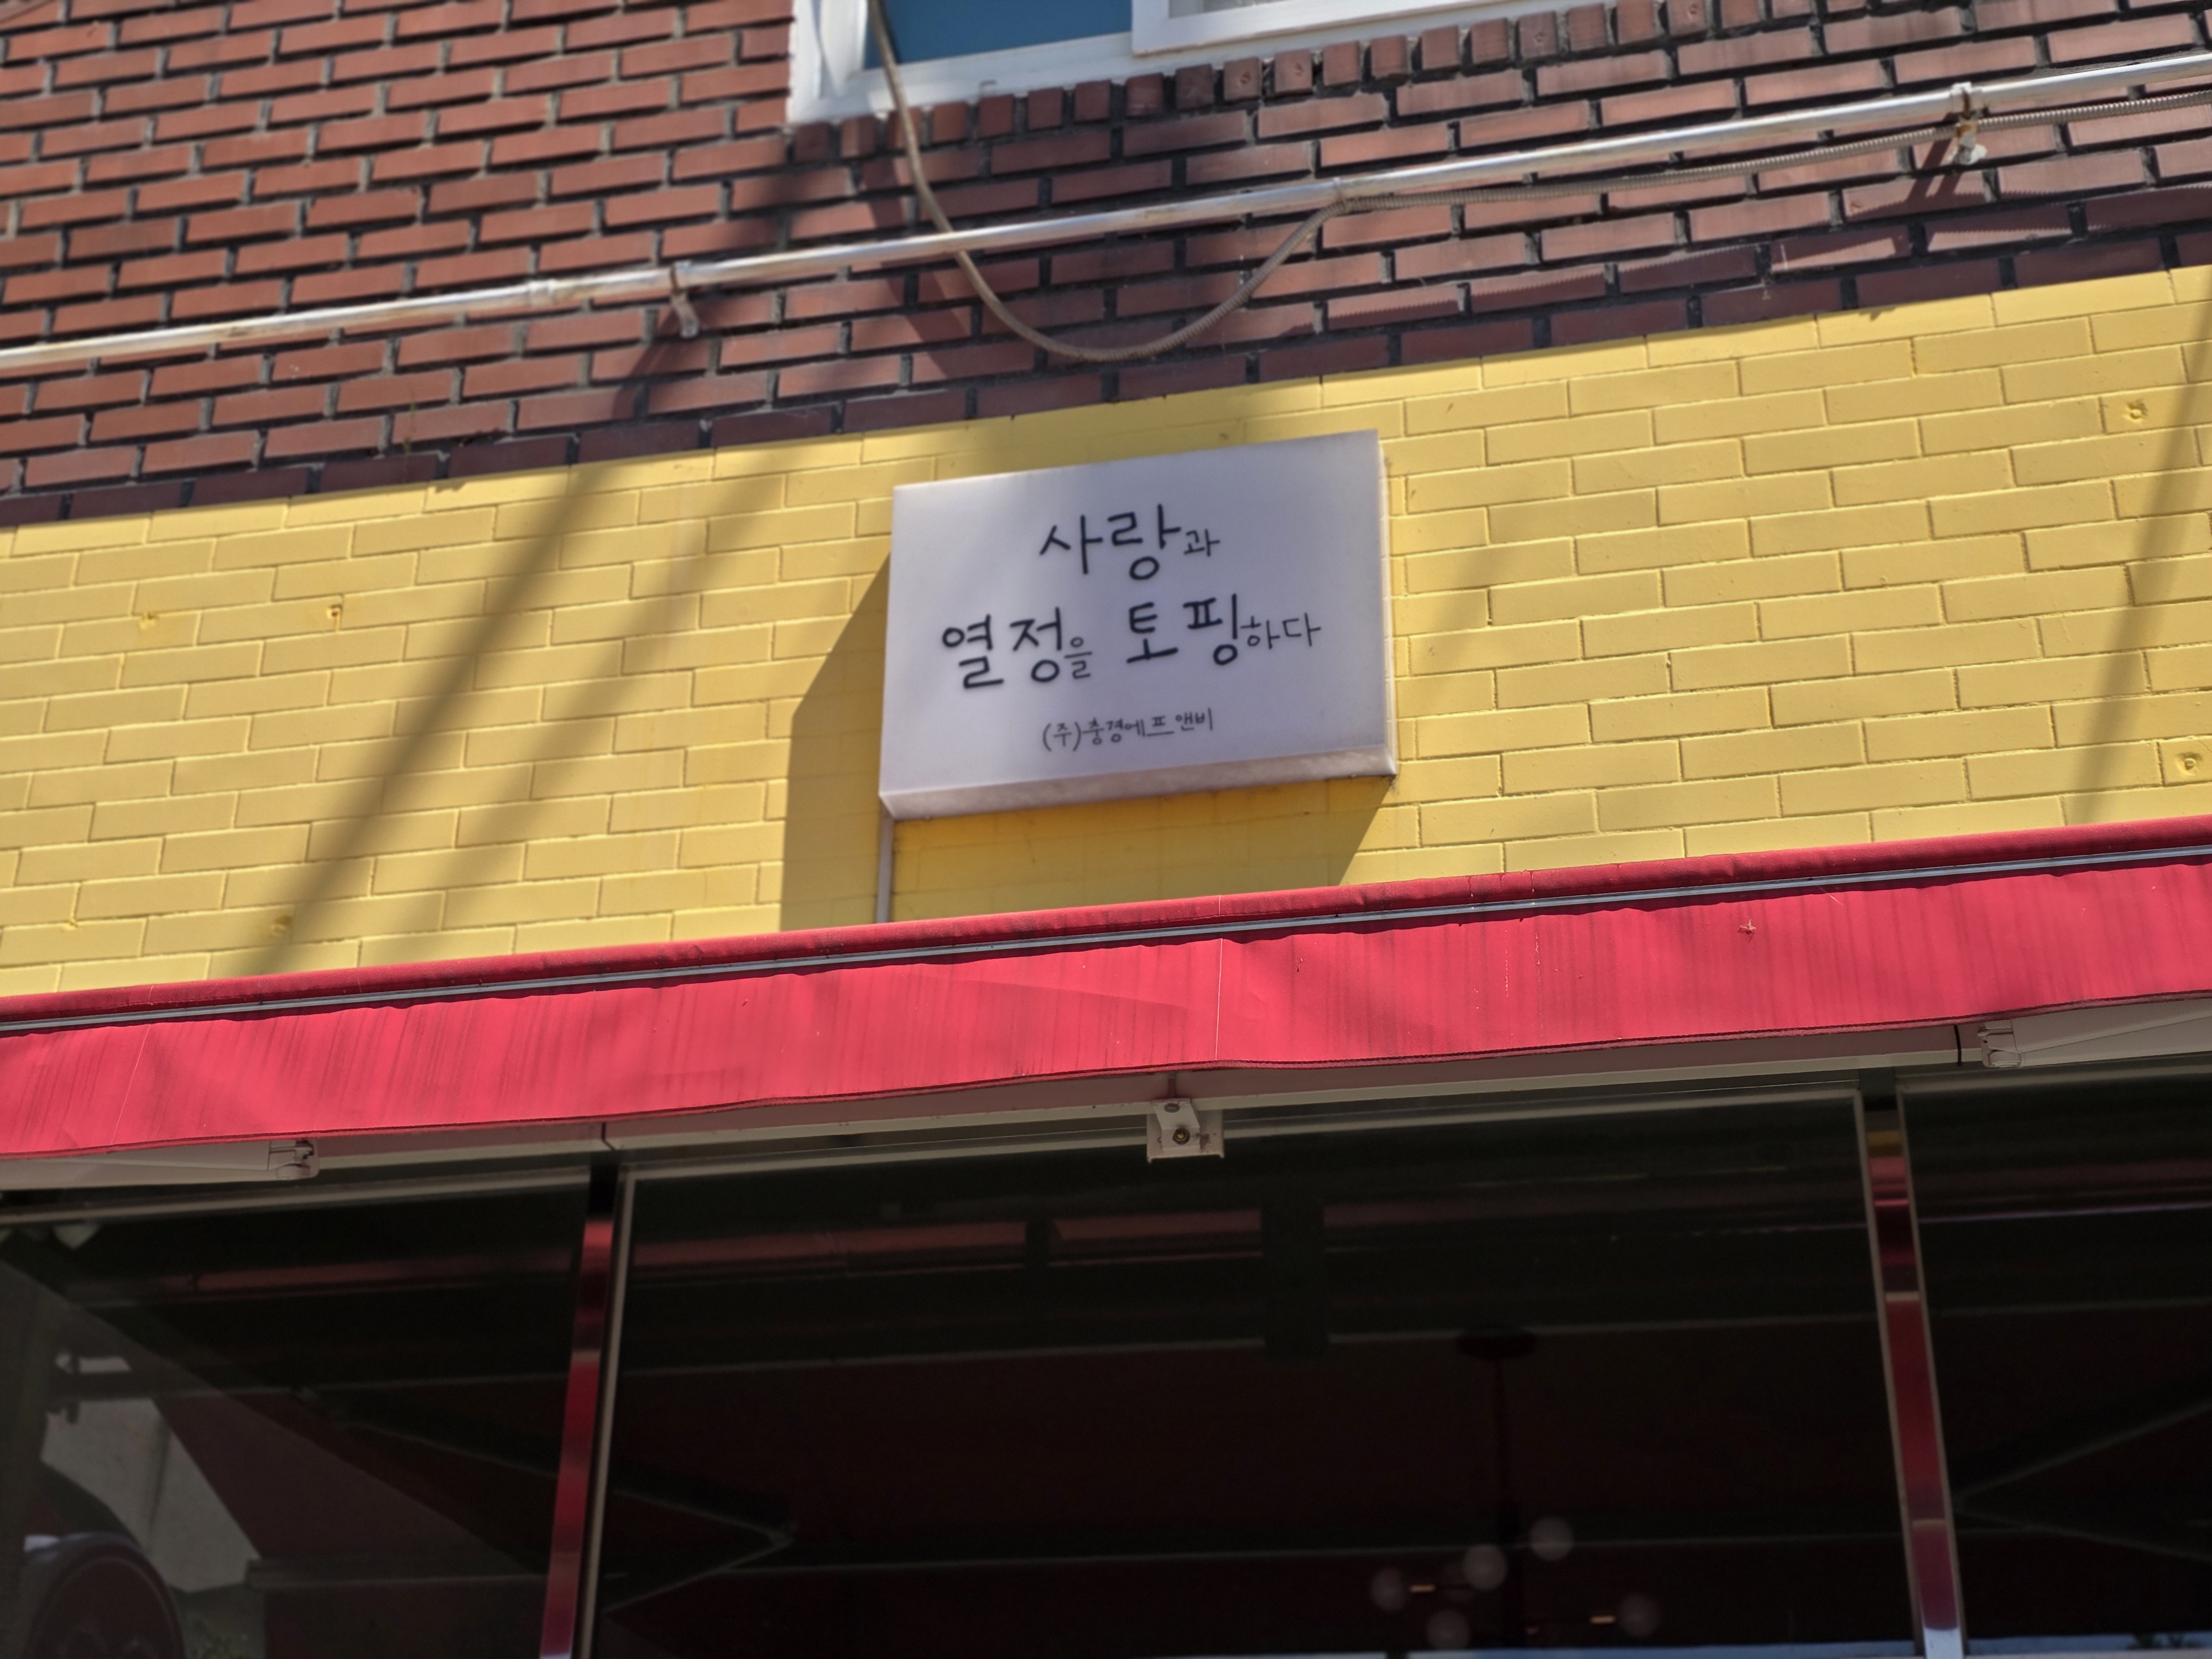 사랑과
열정을 토핑하다
(주)충경에프앤비